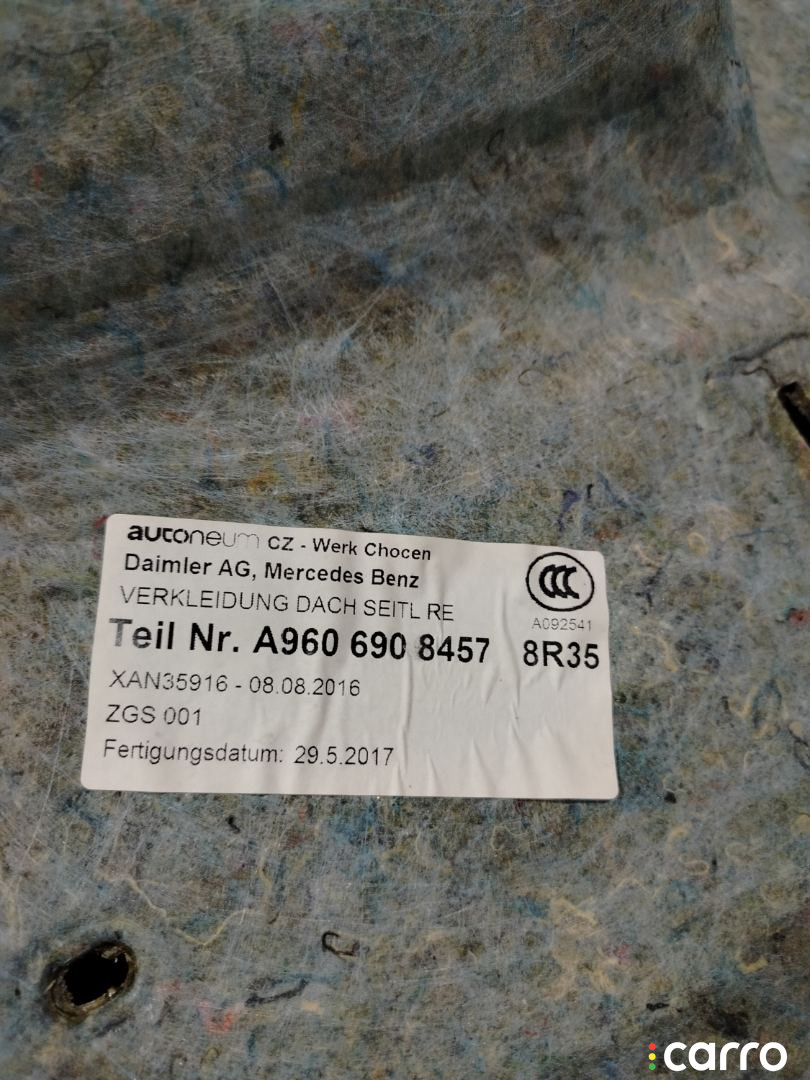 autoneum CZ - Werk Chocen
Daimler AG, Mercedes Benz
VERKLEIDUNG DACH SEITL RE
A092541
Teil Nr. A960 690 8457 8R35
XAN35916 - 08.08.2016
ZGS 001
Fertigungsdatum: 29.5.2017
carro